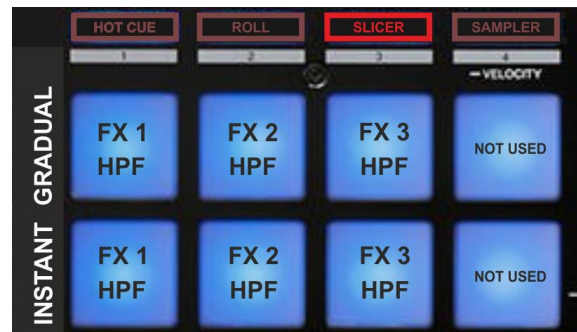 HOT CUE ROLL SLICER SAMPLER
1 2 3 4
VELOCITY
GRADUAL
FX 1 HPF
FX 2 HPF
FX 3 HPF
NOT USED
INSTANT
FX 1 HPF
FX 2 HPF
FX 3 HPF
NOT USED